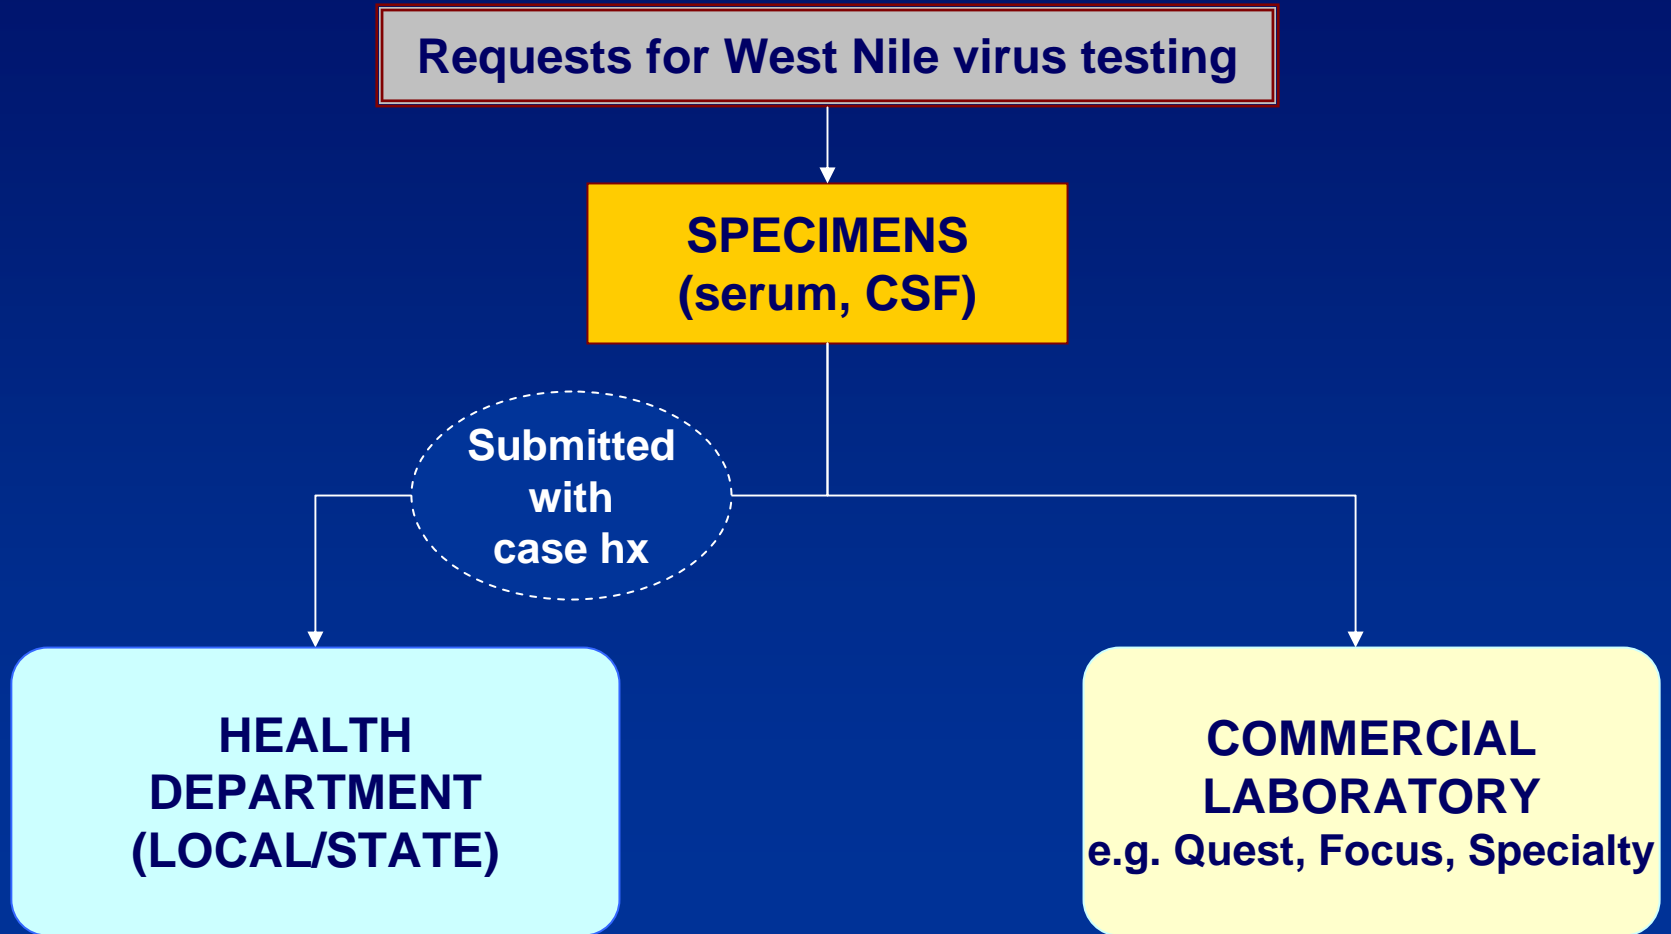 Requests for West Nile virus testing
SPECIMENS
(serum, CSF)
Submitted
with
case hx
HEALTH
DEPARTMENT
(LOCAL/STATE)
COMMERCIAL
LABORATORY
e.g. Quest, Focus, Specialty